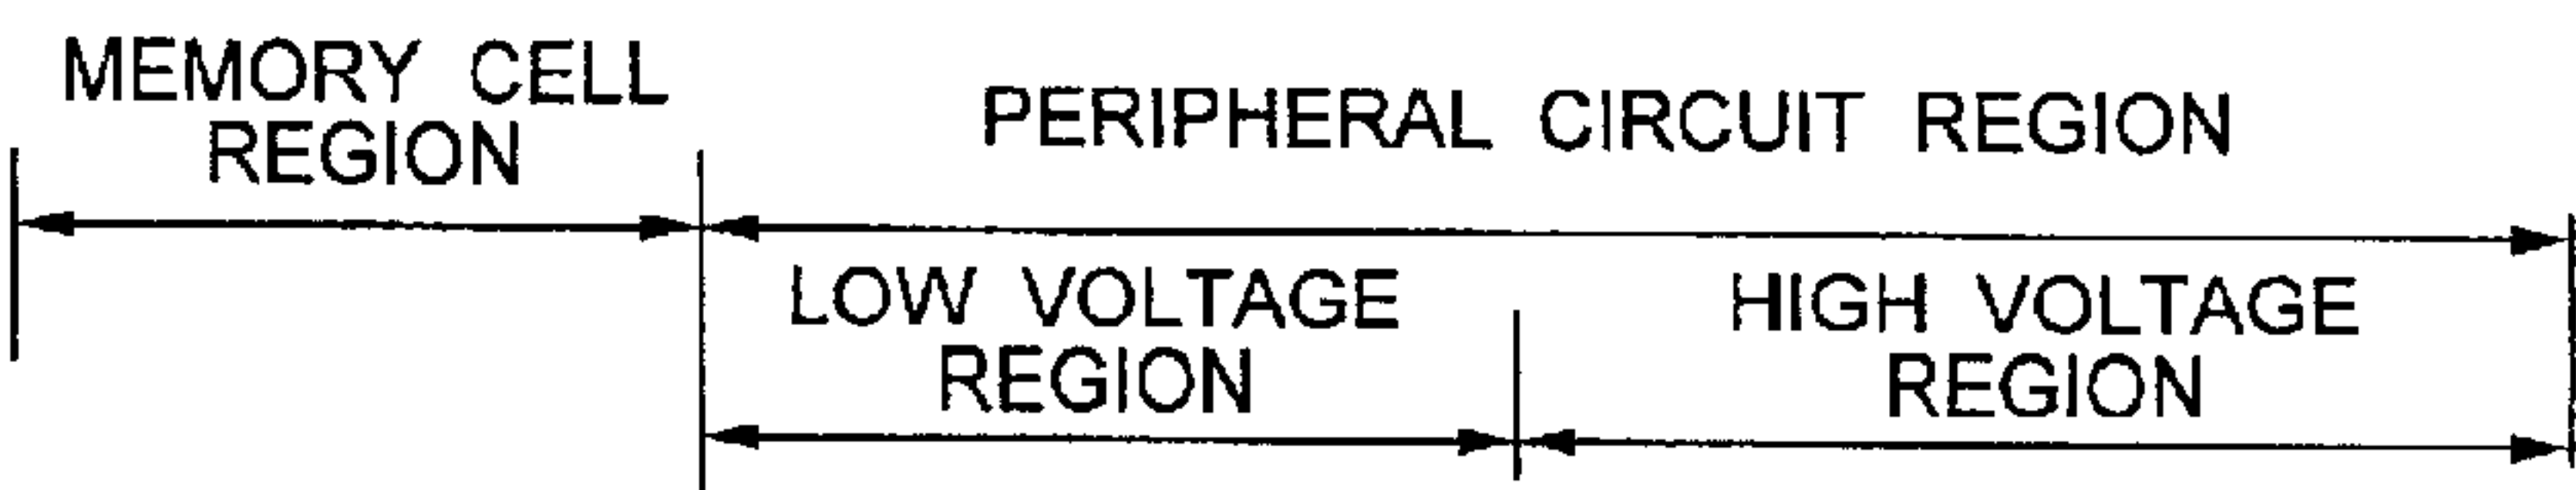 MEMORY CELL
REGION
PERIPHERAL CIRCUIT REGION
LOW VOLTAGE
REGION
HIGH VOLTAGE
REGION